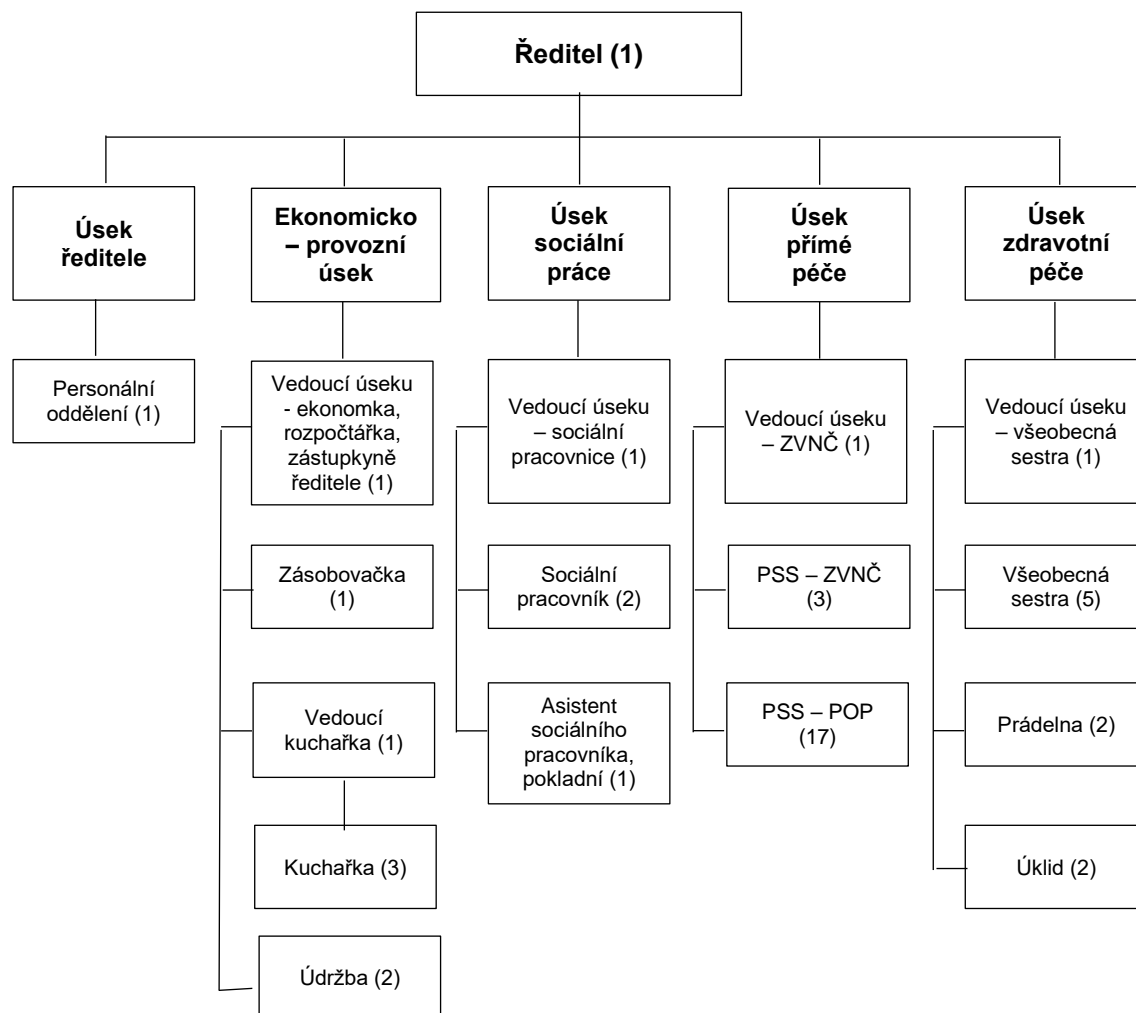 Ředitel (1)
Úsek
ředitele
Ekonomicko
– provozní
úsek
Úsek
sociální
práce
Úsek
přímé
péče
Úsek
zdravotní
péče
Personální
oddělení (1)
Vedoucí úseku
- ekonomka,
rozpočtářka,
zástupkyně
ředitele (1)
Vedoucí úseku
– sociální
pracovnice (1)
Vedoucí úseku
– ZVNČ (1)
Vedoucí úseku
– všeobecná
sestra (1)
Zásobovačka
(1)
Sociální
pracovník (2)
PSS – ZVNČ
(3)
Všeobecná
sestra (5)
Vedoucí
kuchařka (1)
Asistent
sociálního
pracovníka,
pokladní (1)
PSS – POP
(17)
Prádelna (2)
Kuchařka (3)
Úklid (2)
Údržba (2)